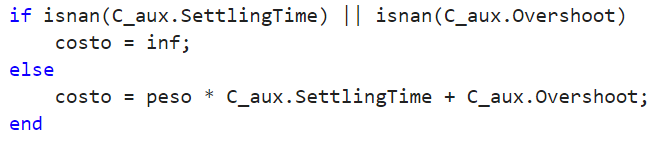 if isnan(C_aux.SettlingTime) || isnan(C_aux.Overshoot)
    costo = inf;
else
    costo = peso * C_aux.SettlingTime + C_aux.Overshoot;
end